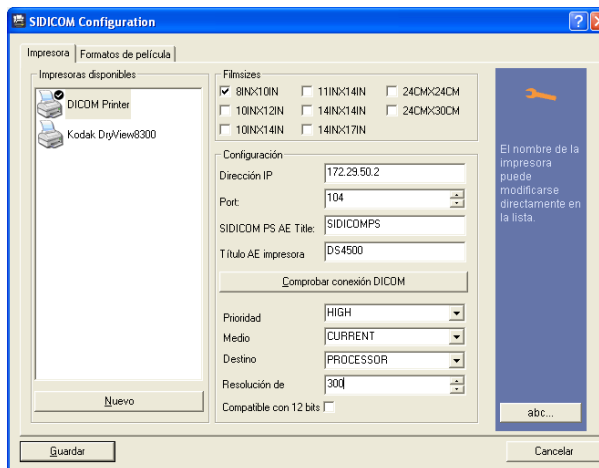 SIDICOM Configuration
Impresora
Formatos de película
Impresoras disponibles
DICOM Printer
Kodak DryView8300
Nuevo
Filmsizes
8INX10IN
11INX14IN
24CMX24CM
10INX12IN
14INX14IN
24CMX30CM
10INX14IN
14INX17IN
Configuración
Dirección IP
172.29.50.2
Port:
104
SIDICOM PS AE Title:
SIDICOMPS
Título AE impresora
DS4500
Comprobar conexión DICOM
Prioridad
HIGH
Medio
CURRENT
Destino
PROCESSOR
Resolución de
300
Compatible con 12 bits
El nombre de la
impresora
puede
modificarse
directamente en
la lista.
abc...
Guardar
Cancelar